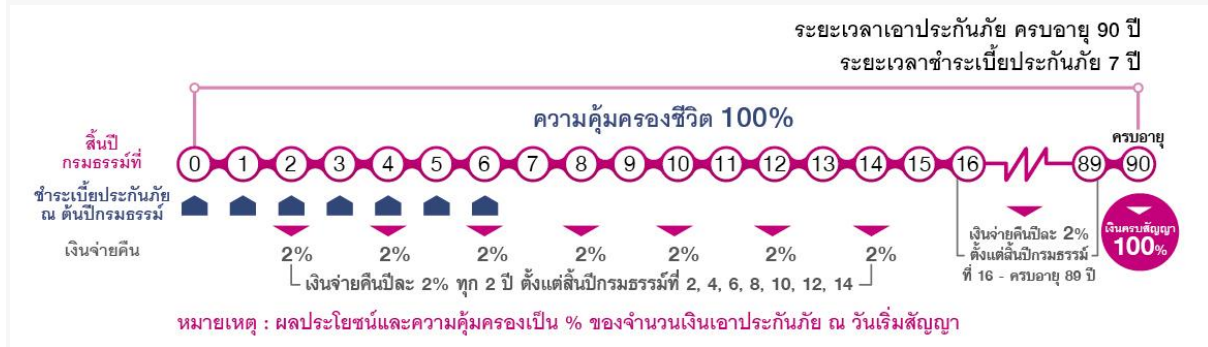 ระยะเวลาเอาประกันภัย ครบอายุ 90 ปี
ระยะเวลาชำระเบี้ยประกันภัย 7 ปี
ความคุ้มครองชีวิต 100%
สิ้นปี
กรมธรรม์ที่
0 1 2 3 4 5 6 7 8 9 10 11 12 13 14 15 16 89 90
ครบอายุ
ชำระเบี้ยประกันภัย
ณ ต้นปีกรมธรรม์
เงินจ่ายคืน
2% 2% 2% 2% 2% 2% 2%
เงินจ่ายคืนปีละ 2% ทุก 2 ปี ตั้งแต่สิ้นปีกรมธรรม์ที่ 2, 4, 6, 8, 10, 12, 14
เงินจ่ายคืนปีละ 2%
ตั้งแต่สิ้นปีกรมธรรม์
ที่ 16 - ครบอายุ 89 ปี
เงินครบสัญญา
100%
หมายเหตุ : ผลประโยชน์และความคุ้มครองเป็น % ของจำนวนเงินเอาประกันภัย ณ วันเริ่มสัญญา